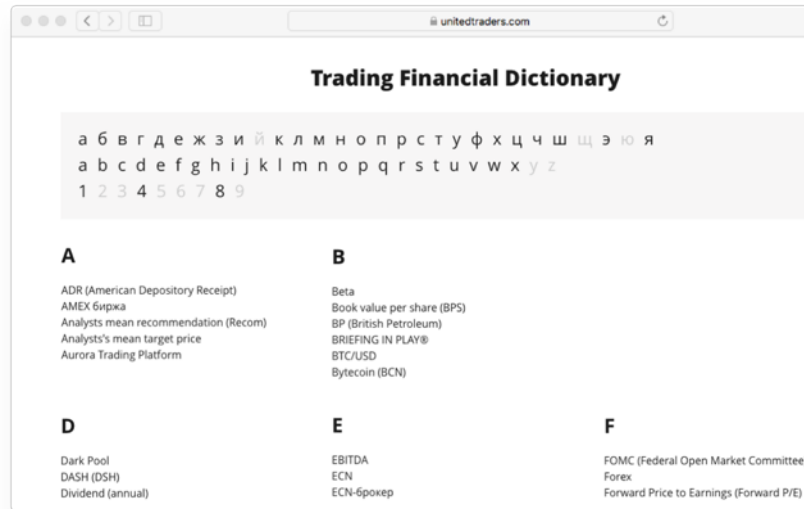 unitedtraders.com
Trading Financial Dictionary
а б в г д е ж з и й к л м н о п р с т у ф х ц ч ш щ э ю я
a b c d e f g h i j k l m n o p q r s t u v w x y z
1 2 3 4 5 6 7 8 9
A
ADR (American Depository Receipt)
AMEX биржа
Analysts mean recommendation (Recom)
Analysts's mean target price
Aurora Trading Platform
B
Beta
Book value per share (BPS)
BP (British Petroleum)
BRIEFING IN PLAY®
BTC/USD
Bytecoin (BCN)
D
Dark Pool
DASH (DSH)
Dividend (annual)
E
EBITDA
ECN
ECN-брокер
F
FOMC (Federal Open Market Committee
Forex
Forward Price to Earnings (Forward P/E)